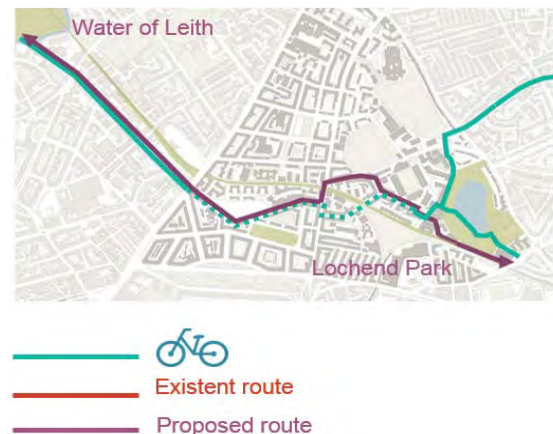 Water of Leith
Lochend Park
Existent route
Proposed route